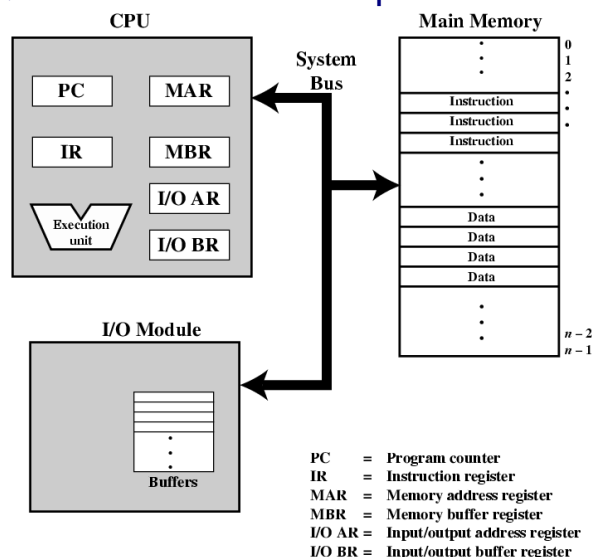 CPU
PC
MAR
IR
MBR
I/O AR
Execution
unit
I/O BR
System
Bus
Main Memory
0
1
2
Instruction
Instruction
Instruction
Data
Data
Data
Data
n – 2
n – 1
I/O Module
Buffers
PC = Program counter
IR = Instruction register
MAR = Memory address register
MBR = Memory buffer register
I/O AR = Input/output address register
I/O BR = Input/output buffer register